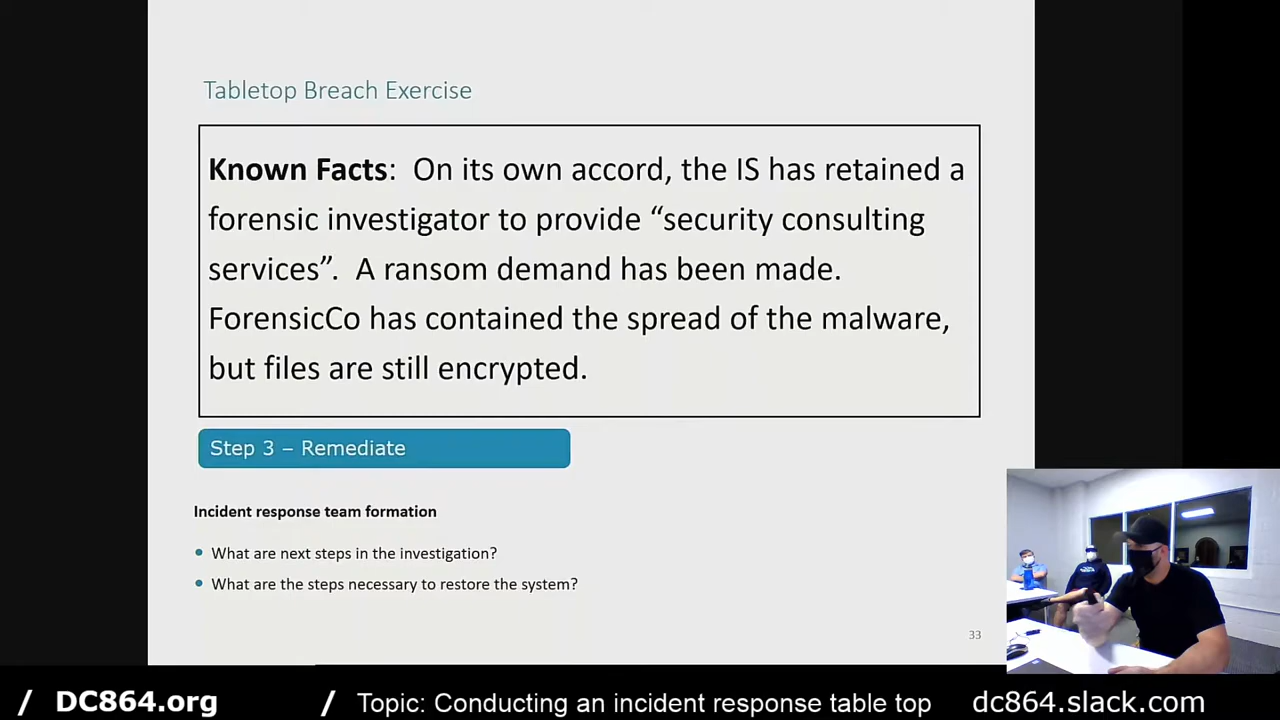 Tabletop Breach Exercise
Known Facts: On its own accord, the IS has retained a
forensic investigator to provide “security consulting
services”. A ransom demand has been made.
ForensicCo has contained the spread of the malware,
but files are still encrypted.
Step 3 – Remediate
Incident response team formation
• What are next steps in the investigation?
• What are the steps necessary to restore the system?
33
/ DC864.org / Topic: Conducting an incident response table top dc864.slack.com